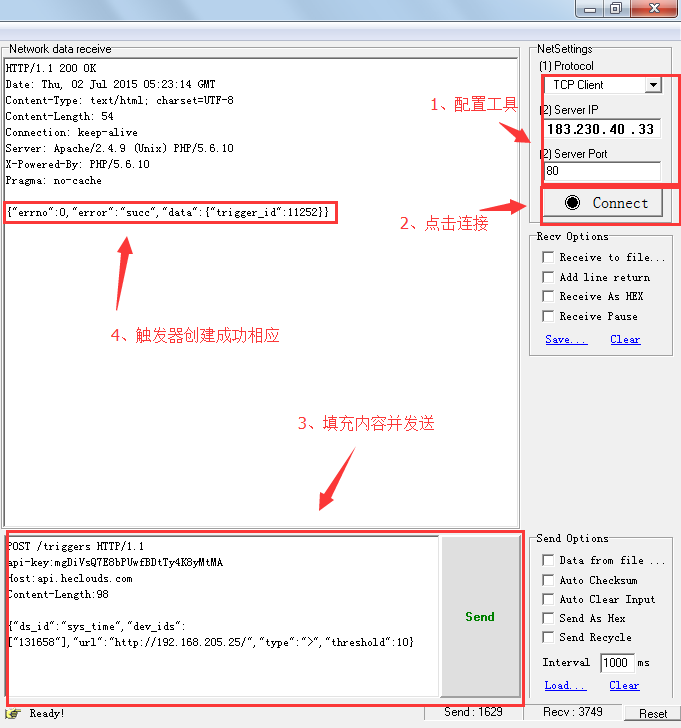 Network data receive
HTTP/1.1 200 OK
Date: Thu, 02 Jul 2015 05:23:14 GMT
Content-Type: text/html; charset=UTF-8
Content-Length: 54
Connection: keep-alive
Server: Apache/2.4.9 (Unix) PHP/5.6.10
X-Powered-By: PHP/5.6.10
Pragma: no-cache
{"errno":0,"error":"succ","data":{"trigger_id":11252}}
4、触发器创建成功相应
3、填充内容并发送
POST /triggers HTTP/1.1
api-key:mgDiVsQ7E8bPUwfBDtTy4K8yMtMA
Host:api.heclouds.com
Content-Length:98
{"ds_id":"sys_time","dev_ids":
["131658"],"url":"http://192.168.205.25/","type":">","threshold":10}
Send
NetSettings
(1) Protocol
TCP Client
1、配置工具
(2) Server IP
183.230.40.33
(2) Server Port
80
2、点击连接
Connect
Recv Options
Receive to file...
Add line return
Receive As HEX
Receive Pause
Save... Clear
Send Options
Data from file ...
Auto Checksum
Auto Clear Input
Send As Hex
Send Recycle
Interval 1000 ms
Load... Clear
Ready! Send : 1629 Recv : 3749 Reset